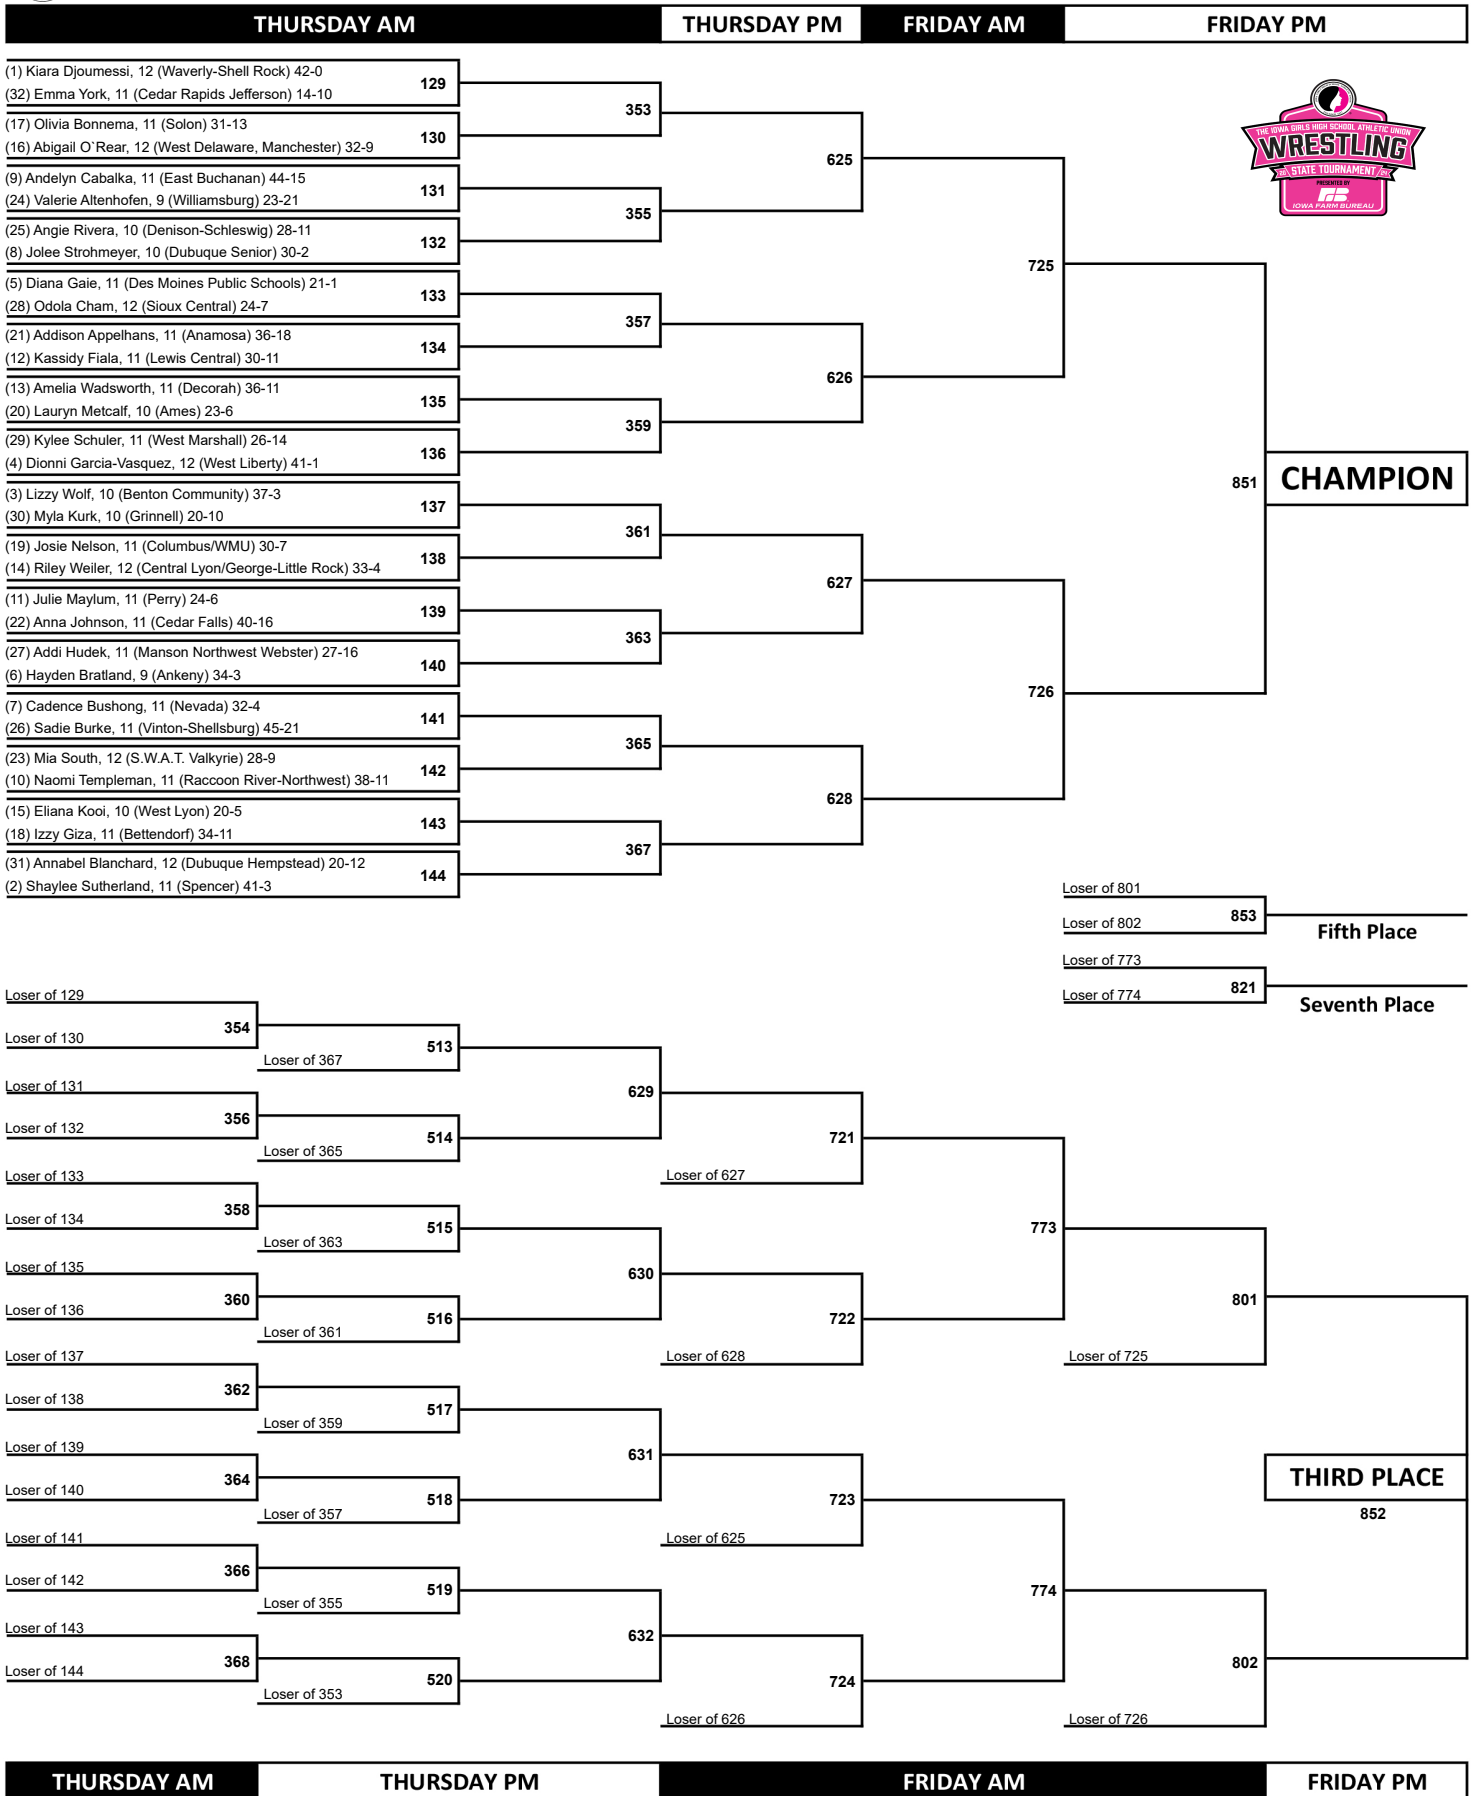 THURSDAY AM THURSDAY PM FRIDAY AM FRIDAY PM
(1) Kiara Djoumessi, 12 (Waverly-Shell Rock) 42-0
129
(32) Emma York, 11 (Cedar Rapids Jefferson) 14-10
353
(17) Olivia Bonnema, 11 (Solon) 31-13
130
(16) Abigail O`Rear, 12 (West Delaware, Manchester) 32-9
625
(9) Andelyn Cabalka, 11 (East Buchanan) 44-15
131
(24) Valerie Altenhofen, 9 (Williamsburg) 23-21
355
(25) Angie Rivera, 10 (Denison-Schleswig) 28-11
132
(8) Jolee Strohmeyer, 10 (Dubuque Senior) 30-2
725
(5) Diana Gaie, 11 (Des Moines Public Schools) 21-1
133
(28) Odola Cham, 12 (Sioux Central) 24-7
357
(21) Addison Appelhans, 11 (Anamosa) 36-18
134
(12) Kassidy Fiala, 11 (Lewis Central) 30-11
626
(13) Amelia Wadsworth, 11 (Decorah) 36-11
135
(20) Lauryn Metcalf, 10 (Ames) 23-6
359
(29) Kylee Schuler, 11 (West Marshall) 26-14
136
(4) Dionni Garcia-Vasquez, 12 (West Liberty) 41-1
851 CHAMPION
(3) Lizzy Wolf, 10 (Benton Community) 37-3
137
(30) Myla Kurk, 10 (Grinnell) 20-10
361
(19) Josie Nelson, 11 (Columbus/WMU) 30-7
138
(14) Riley Weiler, 12 (Central Lyon/George-Little Rock) 33-4
627
(11) Julie Maylum, 11 (Perry) 24-6
139
(22) Anna Johnson, 11 (Cedar Falls) 40-16
363
(27) Addi Hudek, 11 (Manson Northwest Webster) 27-16
140
(6) Hayden Bratland, 9 (Ankeny) 34-3
726
(7) Cadence Bushong, 11 (Nevada) 32-4
141
(26) Sadie Burke, 11 (Vinton-Shellsburg) 45-21
365
(23) Mia South, 12 (S.W.A.T. Valkyrie) 28-9
142
(10) Naomi Templeman, 11 (Raccoon River-Northwest) 38-11
628
(15) Eliana Kooi, 10 (West Lyon) 20-5
143
(18) Izzy Giza, 11 (Bettendorf) 34-11
367
(31) Annabel Blanchard, 12 (Dubuque Hempstead) 20-12
144
(2) Shaylee Sutherland, 11 (Spencer) 41-3
THE IOWA GIRLS HIGH SCHOOL ATHLETIC UNION
WRESTLING
STATE TOURNAMENT
PRESENTED BY
FB
IOWA FARM BUREAU
Loser of 801
853
Loser of 802
Fifth Place
Loser of 773
821
Loser of 774
Seventh Place
Loser of 129
354
Loser of 130
513
Loser of 367
629
Loser of 131
356
Loser of 132
514
Loser of 365
721
Loser of 627
Loser of 133
358
Loser of 134
515
Loser of 363
773
630
Loser of 135
360
Loser of 136
516
Loser of 361
722
Loser of 628
801
Loser of 725
Loser of 137
362
Loser of 138
517
Loser of 359
631
Loser of 139
364
Loser of 140
518
Loser of 357
723
Loser of 625
THIRD PLACE
852
Loser of 141
366
Loser of 142
519
Loser of 355
774
632
Loser of 143
368
Loser of 144
520
Loser of 353
724
Loser of 626
802
Loser of 726
THURSDAY AM THURSDAY PM FRIDAY AM FRIDAY PM